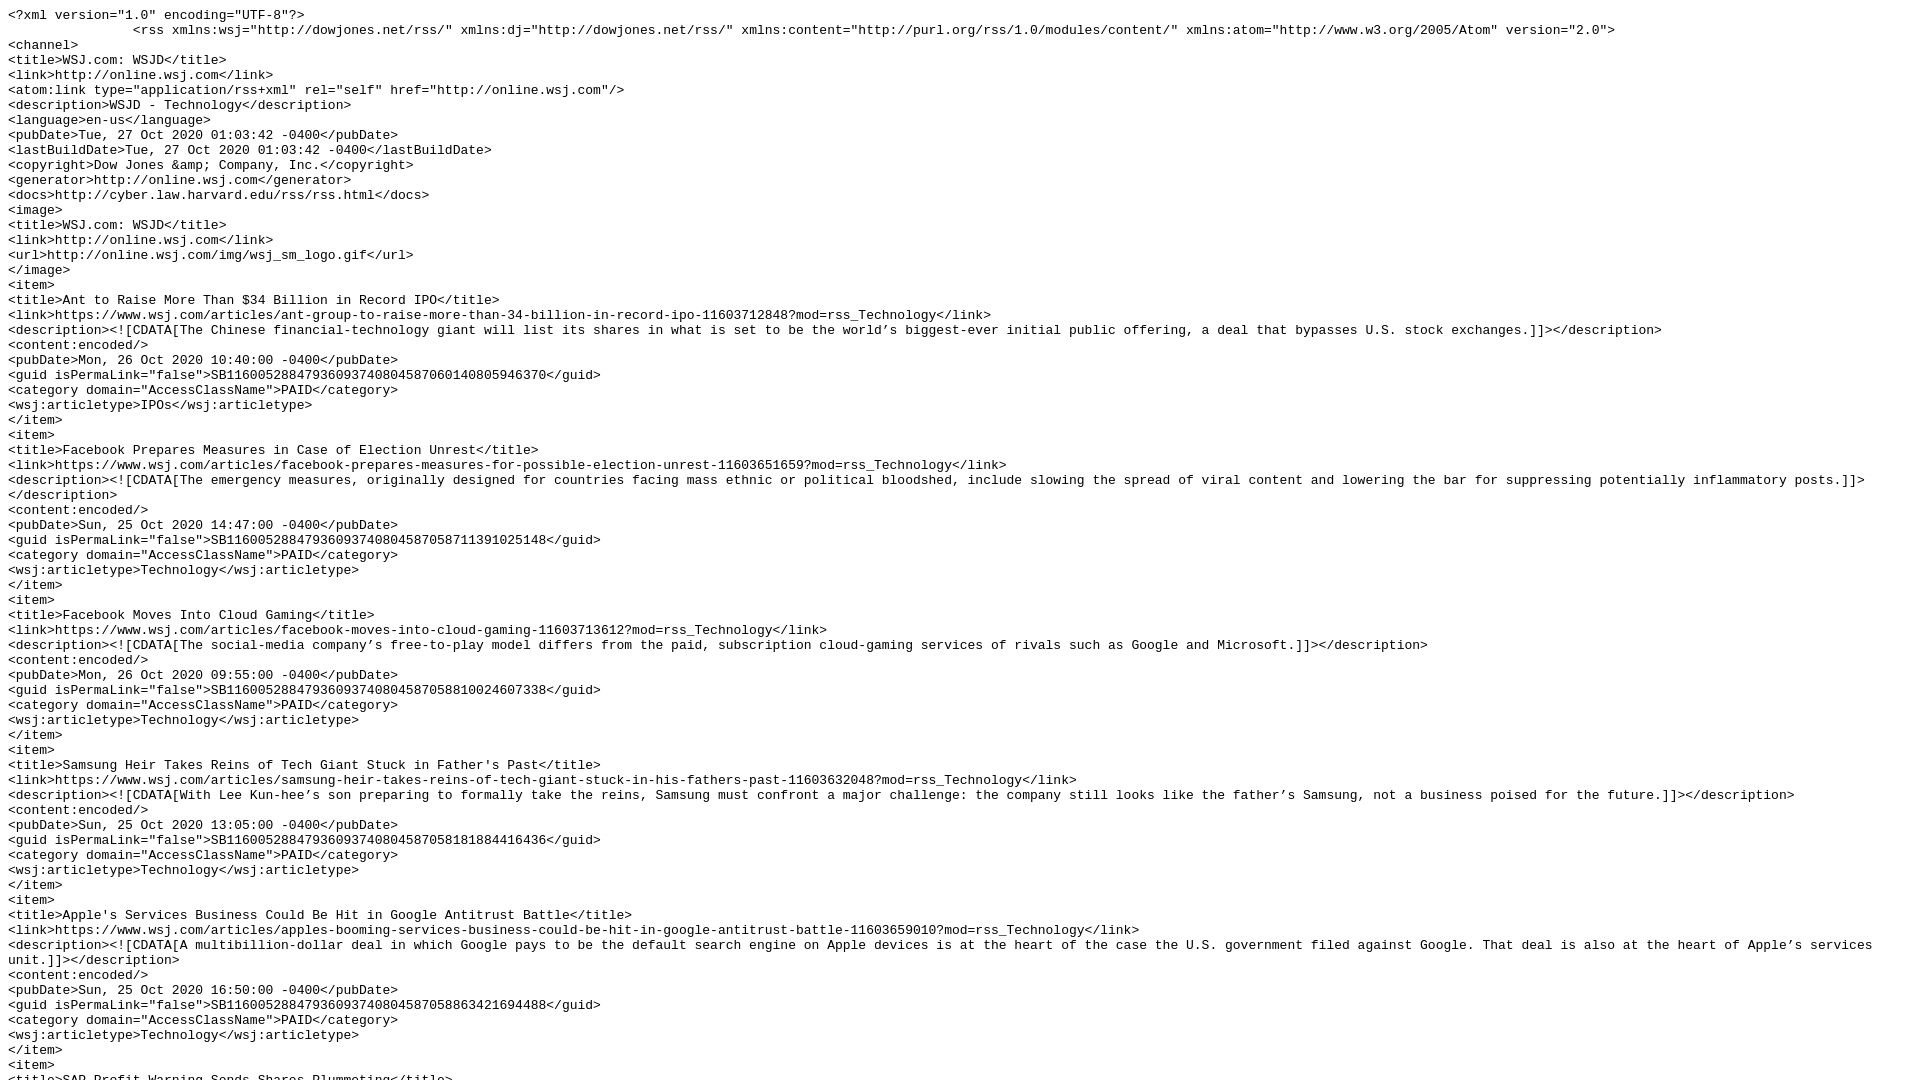 <?xml version="1.0" encoding="UTF-8"?>
<rss xmlns:wsj="http://dowjones.net/rss/" xmlns:dj="http://dowjones.net/rss/" xmlns:content="http://purl.org/rss/1.0/modules/content/" xmlns:atom="http://www.w3.org/2005/Atom" version="2.0">
<channel>
<title>WSJ.com: WSJD</title>
<link>http://online.wsj.com</link>
<atom:link type="application/rss+xml" rel="self" href="http://online.wsj.com"/>
<description>WSJD - Technology</description>
<language>en-us</language>
<pubDate>Tue, 27 Oct 2020 01:03:42 -0400</pubDate>
<lastBuildDate>Tue, 27 Oct 2020 01:03:42 -0400</lastBuildDate>
<copyright>Dow Jones &amp; Company, Inc.</copyright>
<generator>http://online.wsj.com</generator>
<docs>http://cyber.law.harvard.edu/rss/rss.html</docs>
<image>
<title>WSJ.com: WSJD</title>
<link>http://online.wsj.com</link>
<url>http://online.wsj.com/img/wsj_sm_logo.gif</url>
</image>
<item>
<title>Ant to Raise More Than $34 Billion in Record IPO</title>
<link>https://www.wsj.com/articles/ant-group-to-raise-more-than-34-billion-in-record-ipo-11603712848?mod=rss_Technology</link>
<description><![CDATA[The Chinese financial-technology giant will list its shares in what is set to be the world’s biggest-ever initial public offering, a deal that bypasses U.S. stock exchanges.]]></description>
<content:encoded/>
<pubDate>Mon, 26 Oct 2020 10:40:00 -0400</pubDate>
<guid isPermaLink="false">SB11600528847936093740804587060140805946370</guid>
<category domain="AccessClassName">PAID</category>
<wsj:articletype>IPOs</wsj:articletype>
</item>
<item>
<title>Facebook Prepares Measures in Case of Election Unrest</title>
<link>https://www.wsj.com/articles/facebook-prepares-measures-for-possible-election-unrest-11603651659?mod=rss_Technology</link>
<description><![CDATA[The emergency measures, originally designed for countries facing mass ethnic or political bloodshed, include slowing the spread of viral content and lowering the bar for suppressing potentially inflammatory posts.]]>
</description>
<content:encoded/>
<pubDate>Sun, 25 Oct 2020 14:47:00 -0400</pubDate>
<guid isPermaLink="false">SB11600528847936093740804587058711391025148</guid>
<category domain="AccessClassName">PAID</category>
<wsj:articletype>Technology</wsj:articletype>
</item>
<item>
<title>Facebook Moves Into Cloud Gaming</title>
<link>https://www.wsj.com/articles/facebook-moves-into-cloud-gaming-11603713612?mod=rss_Technology</link>
<description><![CDATA[The social-media company’s free-to-play model differs from the paid, subscription cloud-gaming services of rivals such as Google and Microsoft.]]></description>
<content:encoded/>
<pubDate>Mon, 26 Oct 2020 09:55:00 -0400</pubDate>
<guid isPermaLink="false">SB11600528847936093740804587058810024607338</guid>
<category domain="AccessClassName">PAID</category>
<wsj:articletype>Technology</wsj:articletype>
</item>
<item>
<title>Samsung Heir Takes Reins of Tech Giant Stuck in Father's Past</title>
<link>https://www.wsj.com/articles/samsung-heir-takes-reins-of-tech-giant-stuck-in-his-fathers-past-11603632048?mod=rss_Technology</link>
<description><![CDATA[With Lee Kun-hee’s son preparing to formally take the reins, Samsung must confront a major challenge: the company still looks like the father’s Samsung, not a business poised for the future.]]></description>
<content:encoded/>
<pubDate>Sun, 25 Oct 2020 13:05:00 -0400</pubDate>
<guid isPermaLink="false">SB11600528847936093740804587058181884416436</guid>
<category domain="AccessClassName">PAID</category>
<wsj:articletype>Technology</wsj:articletype>
</item>
<item>
<title>Apple's Services Business Could Be Hit in Google Antitrust Battle</title>
<link>https://www.wsj.com/articles/apples-booming-services-business-could-be-hit-in-google-antitrust-battle-11603659010?mod=rss_Technology</link>
<description><![CDATA[A multibillion-dollar deal in which Google pays to be the default search engine on Apple devices is at the heart of the case the U.S. government filed against Google. That deal is also at the heart of Apple’s services
unit.]]></description>
<content:encoded/>
<pubDate>Sun, 25 Oct 2020 16:50:00 -0400</pubDate>
<guid isPermaLink="false">SB11600528847936093740804587058863421694488</guid>
<category domain="AccessClassName">PAID</category>
<wsj:articletype>Technology</wsj:articletype>
</item>
<item>
<title>SAP Profit Warning Sends Shares Plummeting</title>